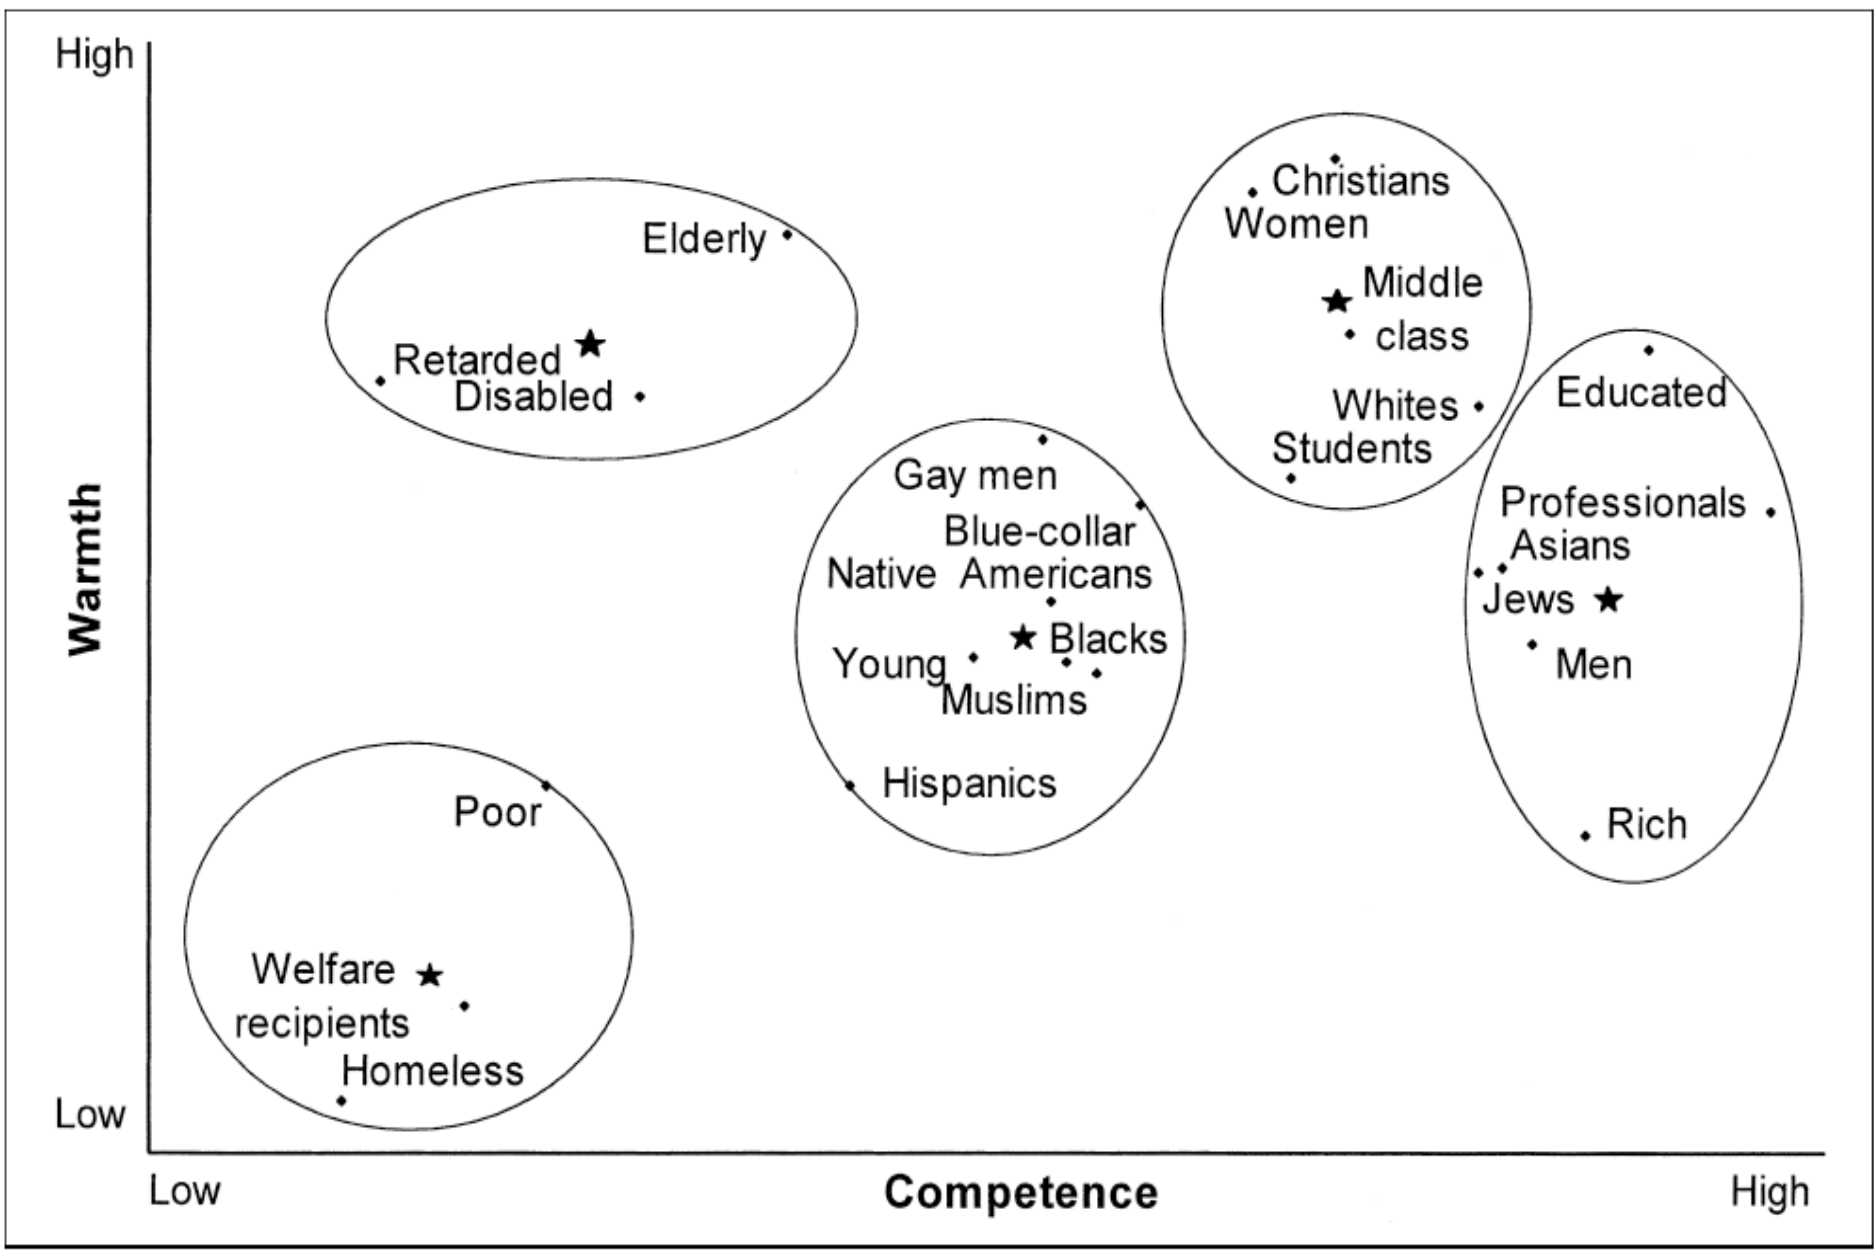 High
Christians
Women
Elderly
Middle
class
Retarded
Disabled
Educated
Whites
Students
Gay men
Professionals
Blue-collar
Asians
Native Americans
Jews
Warmth
Blacks
Young
Men
Muslims
Hispanics
Poor
Rich
Welfare
recipients
Homeless
Low
Low
Competence
High